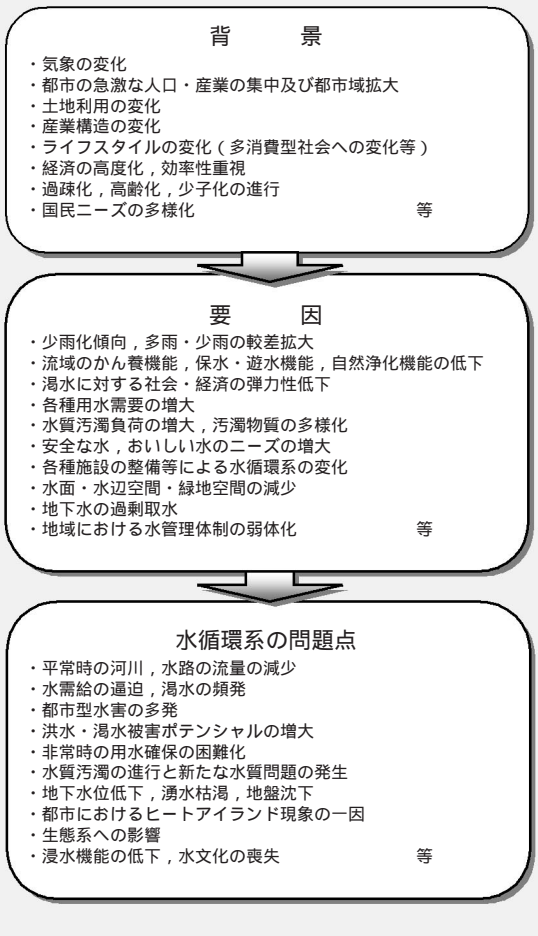 背　景
・気象の変化
・都市の急激な人口・産業の集中及び都市域拡大
・土地利用の変化
・産業構造の変化
・ライフスタイルの変化（多消費型社会への変化等）
・経済の高度化，効率性重視
・過疎化，高齢化，少子化の進行
・国民ニーズの多様化　等
要　因
・少雨化傾向，多雨・少雨の較差拡大
・流域のかん養機能，保水・遊水機能，自然浄化機能の低下
・渇水に対する社会・経済の弾力性低下
・各種用水需要の増大
・水質汚濁負荷の増大，汚濁物質の多様化
・安全な水，おいしい水のニーズの増大
・各種施設の整備等による水循環系の変化
・水面・水辺空間・緑地空間の減少
・地下水の過剰取水
・地域における水管理体制の弱体化　等
水循環系の問題点
・平常時の河川，水路の流量の減少
・水需給の逼迫，渇水の頻発
・都市型水害の多発
・洪水・渇水被害ポテンシャルの増大
・非常時の用水確保の困難化
・水質汚濁の進行と新たな水質問題の発生
・地下水位低下，湧水枯渇，地盤沈下
・都市におけるヒートアイランド現象の一因
・生態系への影響
・浸水機能の低下，水文化の喪失　等